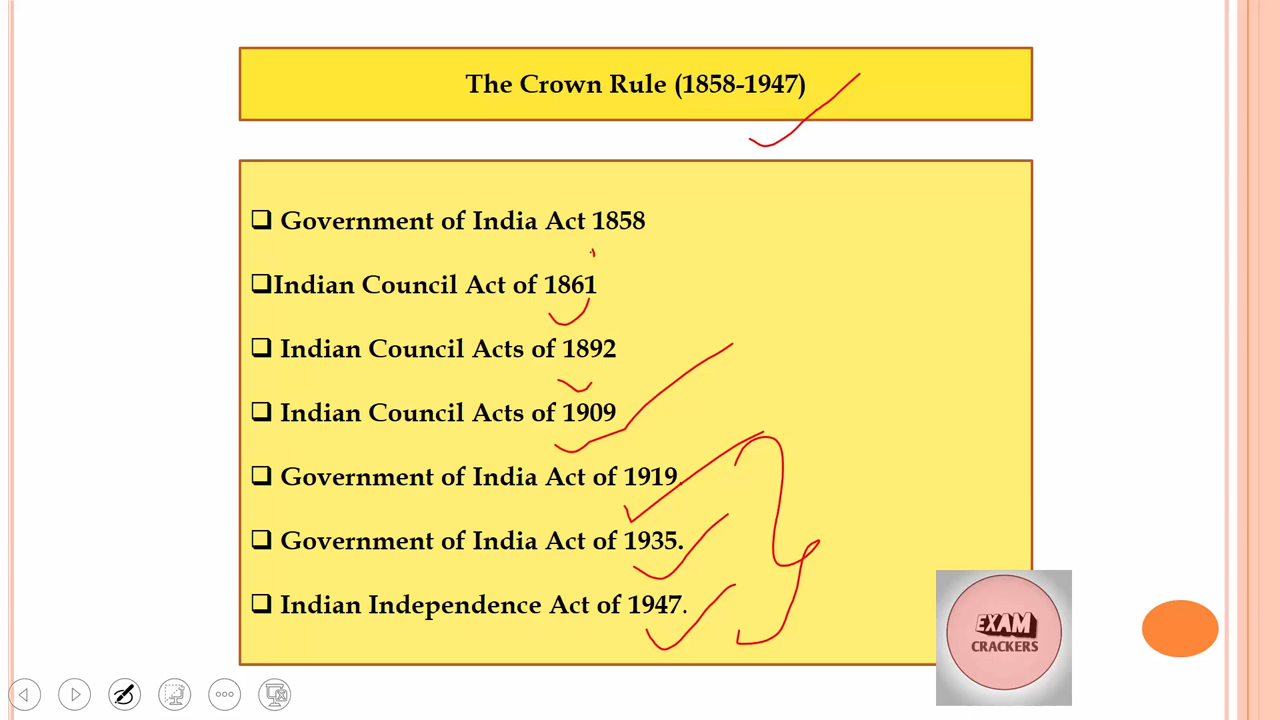 The Crown Rule (1858-1947)
❑ Government of India Act 1858
❑Indian Council Act of 1861
❑ Indian Council Acts of 1892
❑ Indian Council Acts of 1909
❑ Government of India Act of 1919.
❑ Government of India Act of 1935.
❑ Indian Independence Act of 1947.
EXAM
CRACKERS